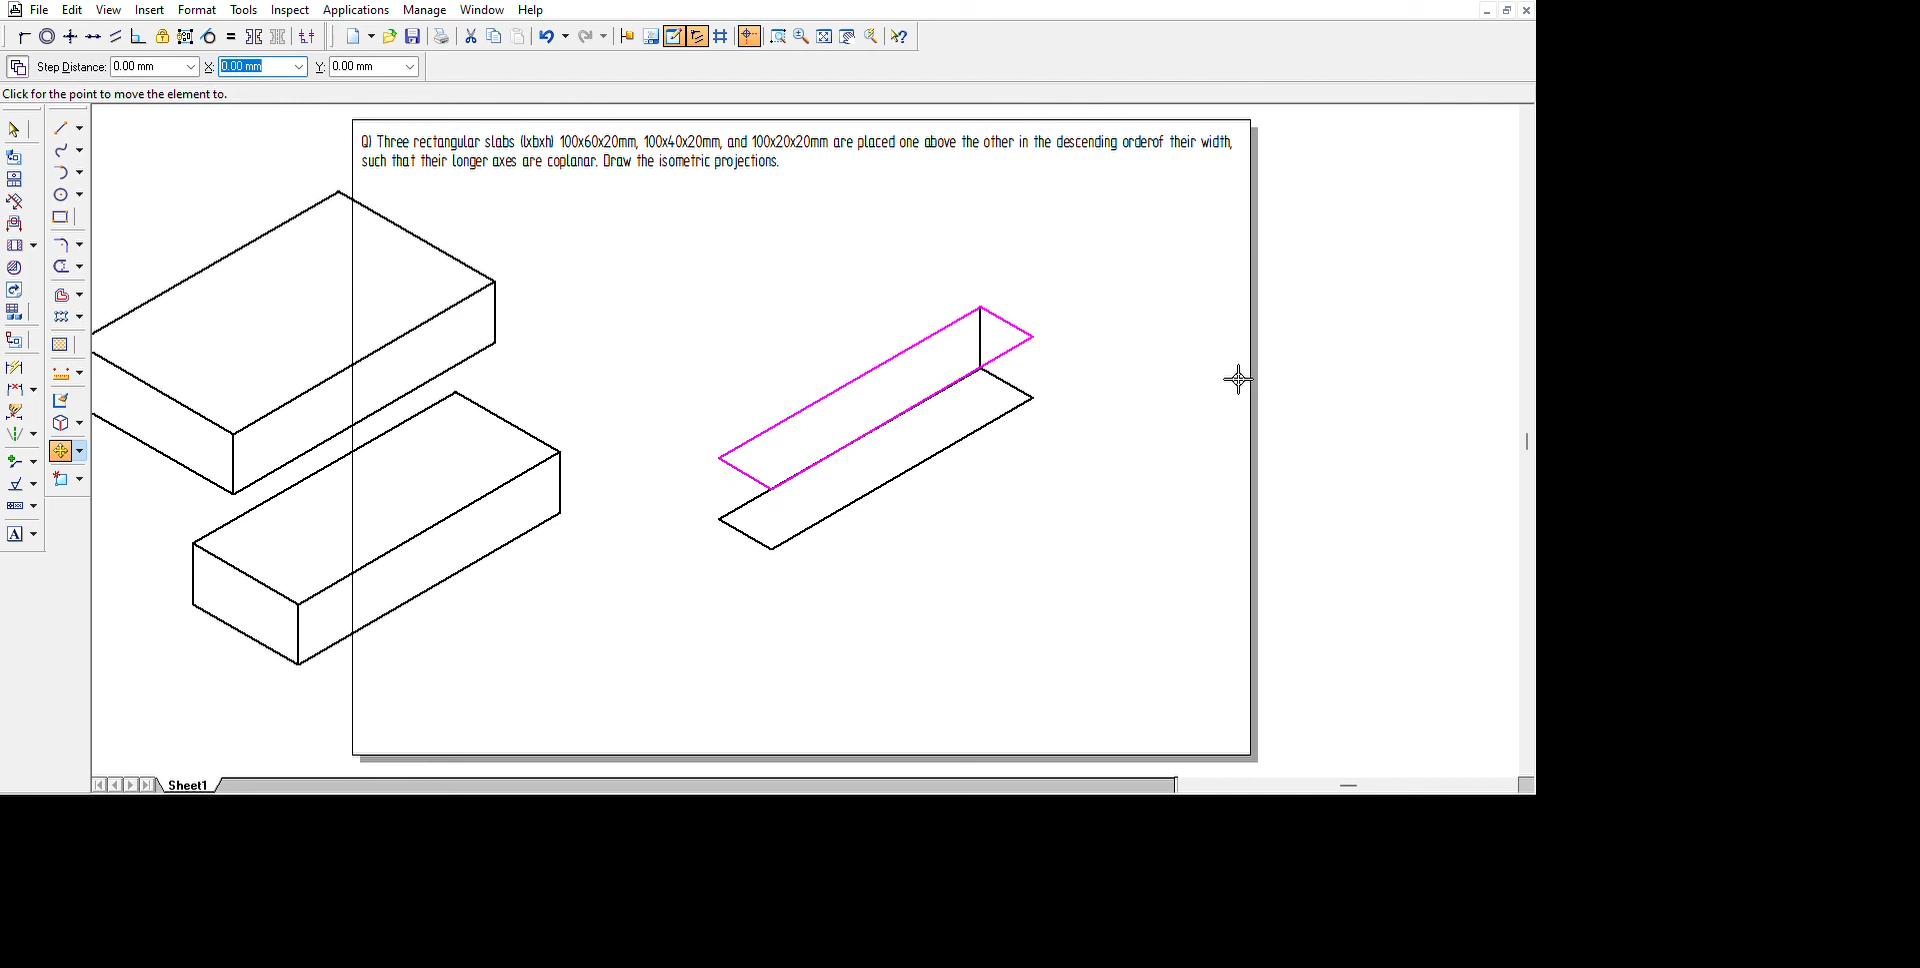 File Edit View Insert Format Tools Inspect Applications Manage Window Help
Step Distance: 0.00 mm X: 0.00 mm Y: 0.00 mm
Click for the point to move the element to.
Q) Three rectangular slabs (lxbxh) 100x60x20mm, 100x40x20mm, and 100x20x20mm are placed one above the other in the descending orderof their width,
such that their longer axes are coplanar. Draw the isometric projections.
A
Sheet1